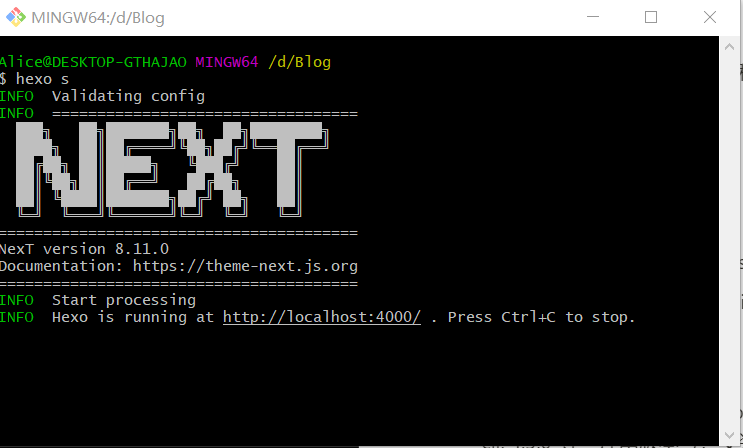 MINGW64:/d/Blog
Alice@DESKTOP-GTHAJAO MINGW64 /d/Blog
$ hexo s
INFO  Validating config
INFO  ==================================
NEXT
========================================
NexT version 8.11.0
Documentation: https://theme-next.js.org
========================================
INFO  Start processing
INFO  Hexo is running at http://localhost:4000/ . Press Ctrl+C to stop.